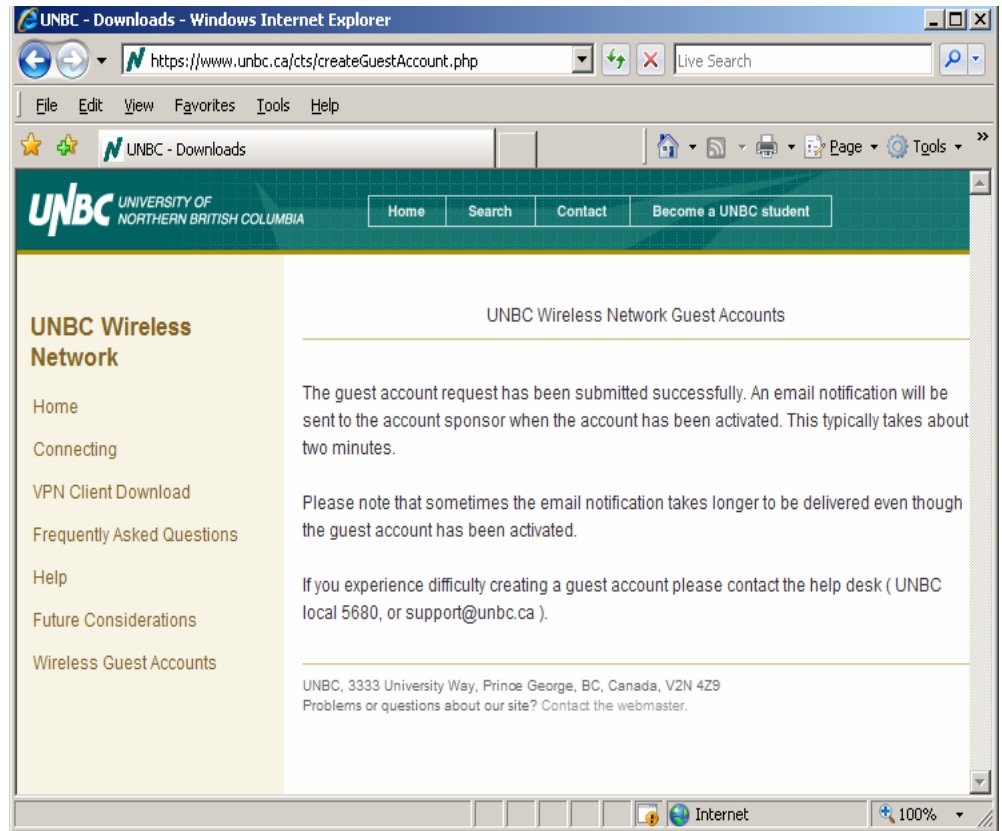 UNBC - Downloads - Windows Internet Explorer
https://www.unbc.ca/cts/createGuestAccount.php
Live Search
File Edit View Favorites Tools Help
UNBC - Downloads
Page Tools »
UNBC UNIVERSITY OF
NORTHERN BRITISH COLUMBIA
Home Search Contact Become a UNBC student
UNBC Wireless
Network
Home
Connecting
VPN Client Download
Frequently Asked Questions
Help
Future Considerations
Wireless Guest Accounts
UNBC Wireless Network Guest Accounts
The guest account request has been submitted successfully. An email notification will be
sent to the account sponsor when the account has been activated. This typically takes about
two minutes.
Please note that sometimes the email notification takes longer to be delivered even though
the guest account has been activated.
If you experience difficulty creating a guest account please contact the help desk ( UNBC
local 5680, or support@unbc.ca ).
UNBC, 3333 University Way, Prince George, BC, Canada, V2N 4Z9
Problems or questions about our site? Contact the webmaster.
Internet 100%